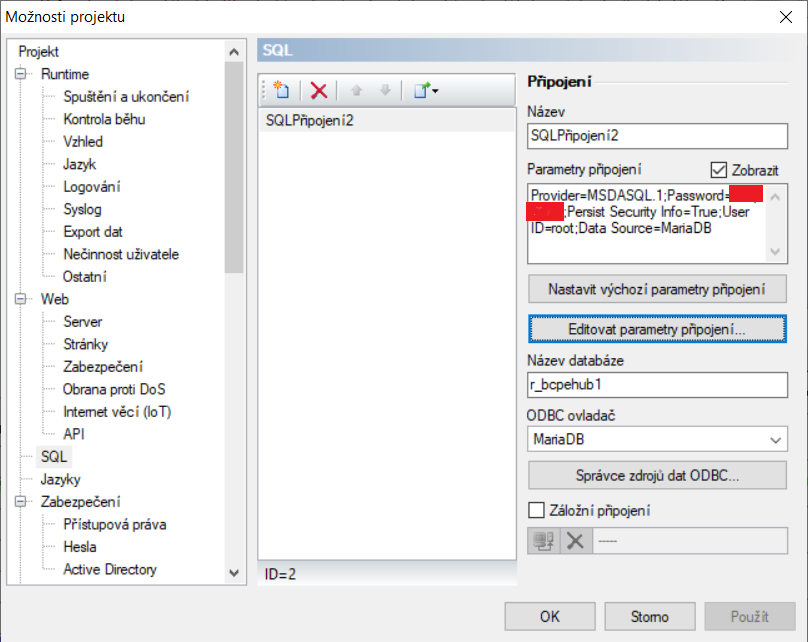 Možnosti projektu
Projekt
Runtime
Spuštění a ukončení
Kontrola běhu
Vzhled
Jazyk
Logování
Syslog
Export dat
Nečinnost uživatele
Ostatní
Web
Server
Stránky
Zabezpečení
Obrana proti DoS
Internet věcí (IoT)
API
SQL
Jazyky
Zabezpečení
Přístupová práva
Hesla
Active Directory
SQL
SQLPřipojení2
ID=2
Připojení
Název
SQLPřipojení2
Parametry připojení
Zobrazit
Provider=MSDASQL.1;Password=
;Persist Security Info=True;User
ID=root;Data Source=MariaDB
Nastavit výchozí parametry připojení
Editovat parametry připojení...
Název databáze
r_bcpehub1
ODBC ovladač
MariaDB
Správce zdrojů dat ODBC...
Záložní připojení
-----
OK
Storno
Použít